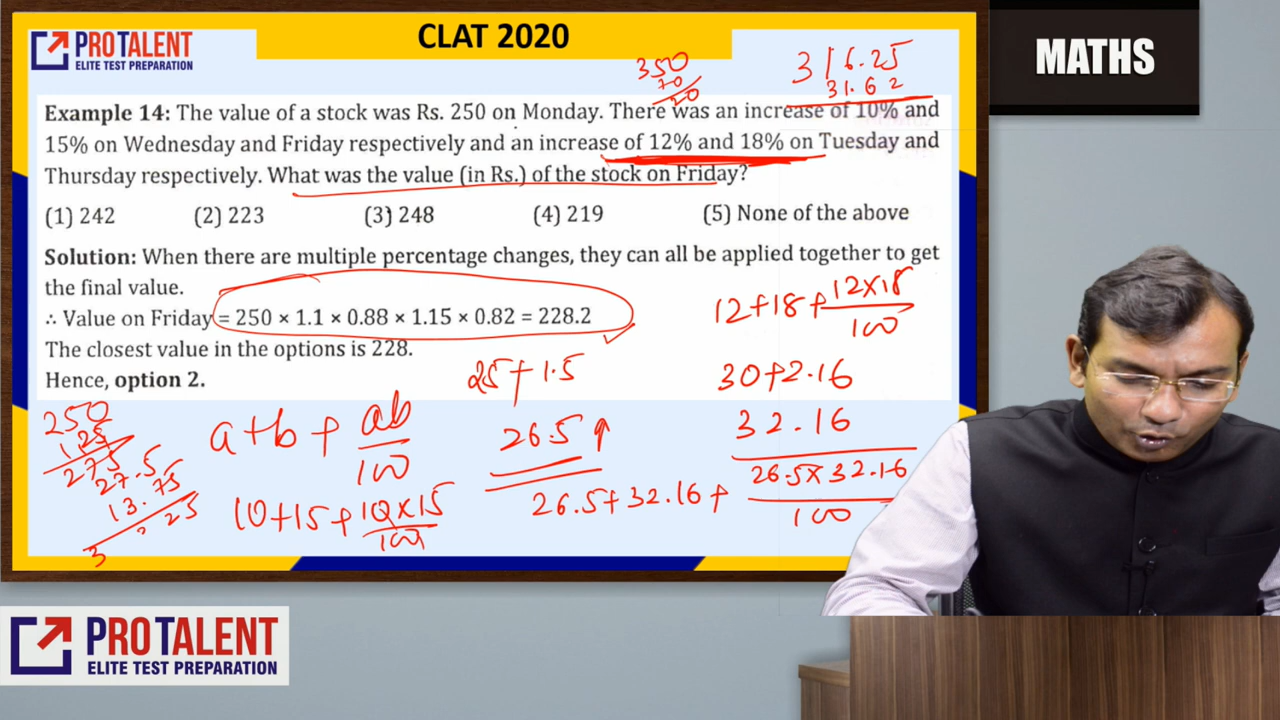 PRO TALENT
ELITE TEST PREPARATION
CLAT 2020
MATHS
350
70
20
316.25
31.62
Example 14: The value of a stock was Rs. 250 on Monday. There was an increase of 10% and
15% on Wednesday and Friday respectively and an increase of 12% and 18% on Tuesday and
Thursday respectively. What was the value (in Rs.) of the stock on Friday?
(1) 242 (2) 223 (3) 248 (4) 219 (5) None of the above
Solution: When there are multiple percentage changes, they can all be applied together to get
the final value.
∴ Value on Friday = 250 × 1.1 × 0.88 × 1.15 × 0.82 = 228.2
The closest value in the options is 228.
Hence, option 2.
12+18+12×18/100
30+2.16
32.16
25+1.5
26.5↑
26.5+32.16+26.5×32.16/100
a+b+ab/100
10+15+10×15/100
250
125
275
27.5
13.75
3
PRO TALENT
ELITE TEST PREPARATION